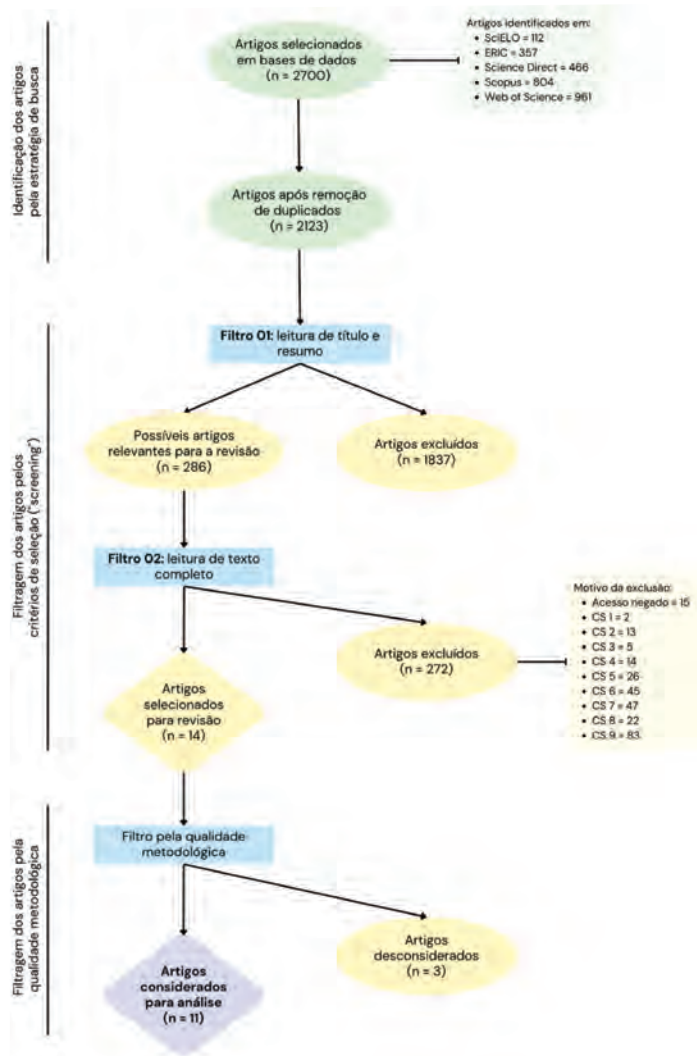 Identificação dos artigos
pela estratégia de busca
Artigos selecionados
em bases de dados
(n = 2700)
Artigos identificados em:
• SciELO = 112
• ERIC = 357
• Science Direct = 466
• Scopus = 804
• Web of Science = 961
Artigos após remoção
de duplicados
(n = 2123)
Filtragem dos artigos pelos
critérios de seleção ("screening")
Filtro 01: leitura de título e
resumo
Possíveis artigos
relevantes para a revisão
(n = 286)
Artigos excluídos
(n = 1837)
Filtro 02: leitura de texto
completo
Artigos excluídos
(n = 272)
Motivo da exclusão:
• Acesso negado = 15
• CS 1 = 2
• CS 2 = 13
• CS 3 = 5
• CS 4 = 14
• CS 5 = 26
• CS 6 = 45
• CS 7 = 47
• CS 8 = 22
• CS 9 = 83
Artigos
selecionados
para revisão
(n = 14)
Filtragem dos artigos pela
qualidade metodológica
Filtro pela qualidade
metodológica
Artigos
considerados
para análise
(n = 11)
Artigos
desconsiderados
(n = 3)